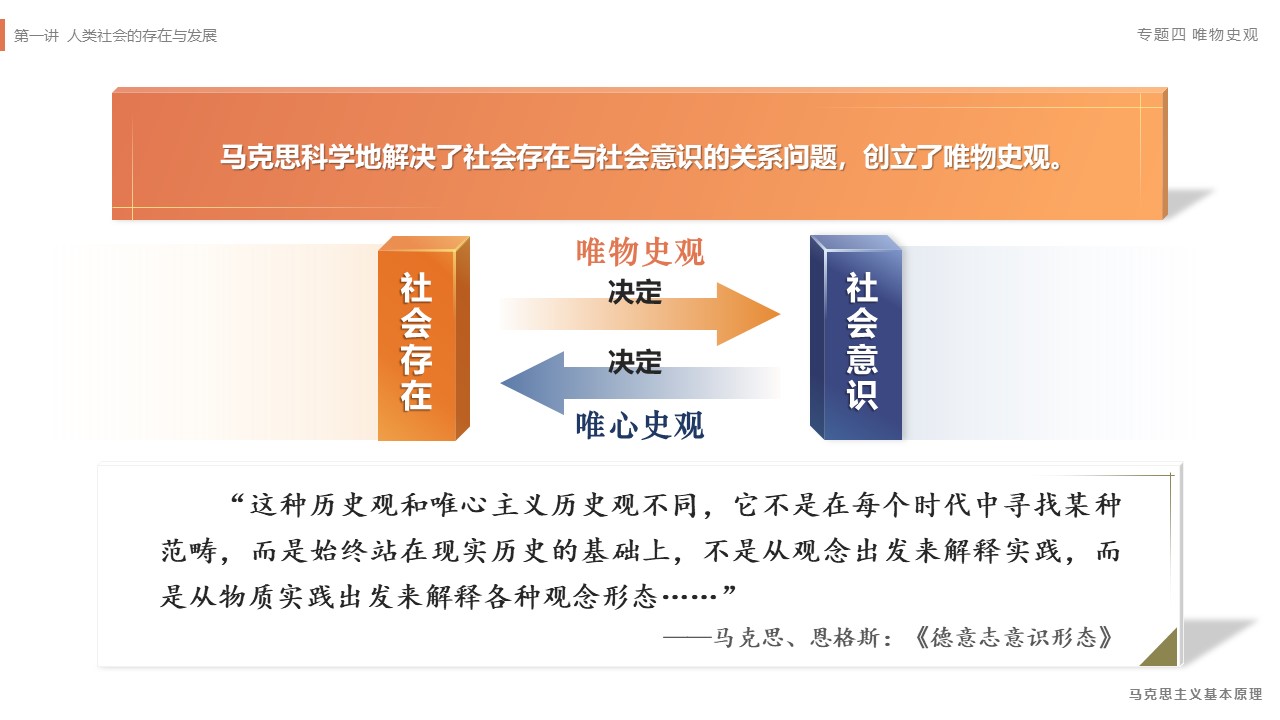 第一讲 人类社会的存在与发展
专题四 唯物史观
马克思科学地解决了社会存在与社会意识的关系问题，创立了唯物史观。
唯物史观
决定
社会存在
社会意识
决定
唯心史观
“这种历史观和唯心主义历史观不同，它不是在每个时代中寻找某种
范畴，而是始终站在现实历史的基础上，不是从观念出发来解释实践，而
是从物质实践出发来解释各种观念形态……”
——马克思、恩格斯：《德意志意识形态》
马克思主义基本原理